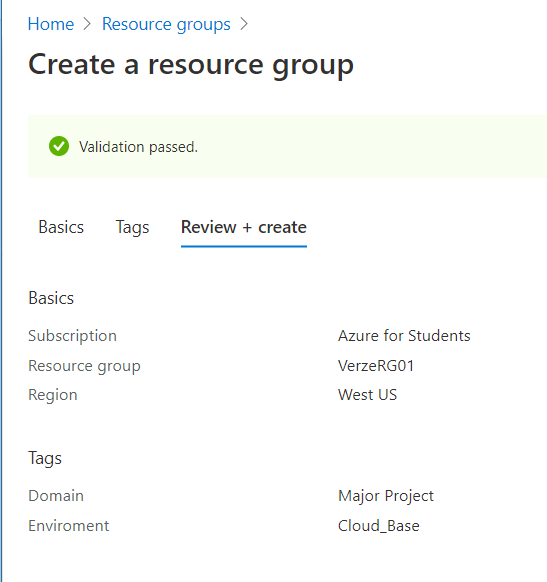 Home > Resource groups >
Create a resource group
Validation passed.
Basics Tags Review + create
Basics
Subscription Azure for Students
Resource group VerzeRG01
Region West US
Tags
Domain Major Project
Enviroment Cloud_Base